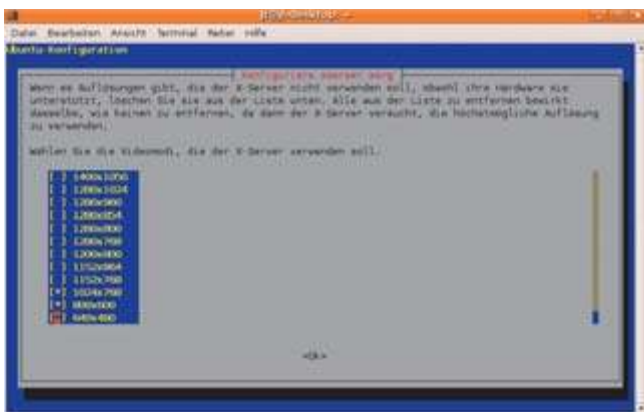 Datei Bearbeiten Ansicht Terminal Reiter Hilfe
Ubuntu-Konfiguration
Konfiguriere xserver-xorg
Wenn es Auflösungen gibt, die der X-Server nicht verwenden soll, obwohl ihre Hardware sie
unterstützt, löschen Sie sie aus der Liste unten. Alle aus der Liste zu entfernen bewirkt
dasselbe, wie keinen zu entfernen, da dann der X-Server versucht, die höchstmögliche Auflösung
zu verwenden.
Wählen Sie die Videomodi, die der X-Server verwenden soll.
[ ] 1400x1050
[ ] 1280x1024
[ ] 1280x960
[ ] 1280x854
[ ] 1280x800
[ ] 1280x768
[ ] 1200x800
[ ] 1152x864
[ ] 1152x768
[*] 1024x768
[*] 800x600
640x480
<Ok>